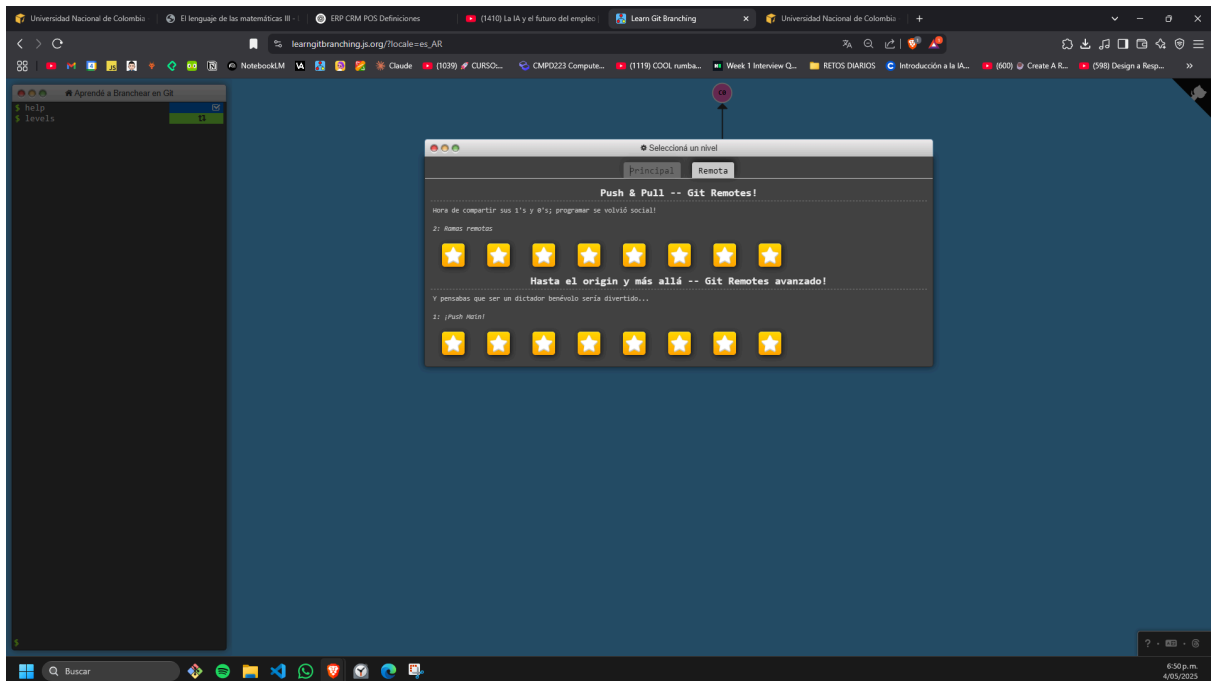 Universidad Nacional de Colombia
El lenguaje de las matemáticas III -
ERP CRM POS Definiciones
(1410) La IA y el futuro del empleo
Learn Git Branching
Universidad Nacional de Colombia
learngitbranching.js.org/?locale=es_AR
NotebookLM
Claude
(1039) 🚀 CURSO:...
CMPD223 Compute...
(1119) COOL rumba...
Week 1 Interview Q...
RETOS DIARIOS
Introducción a la IA...
(600) Create A R...
(598) Design a Resp...
Aprendé a Branchear en Git
$ help
$ levels
C0
Seleccioná un nivel
Principal
Remota
Push & Pull -- Git Remotes!
Hora de compartir sus 1's y 0's; programar se volvió social!
2: Ramas remotas
Hasta el origin y más allá -- Git Remotes avanzado!
Y pensabas que ser un dictador benévolo sería divertido...
1: ¡Push Main!
$
Buscar
6:50 p.m.
4/05/2025